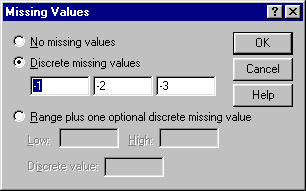 Missing Values
No missing values
Discrete missing values
-1 -2 -3
Range plus one optional discrete missing value
Low: High:
Discrete value:
OK
Cancel
Help